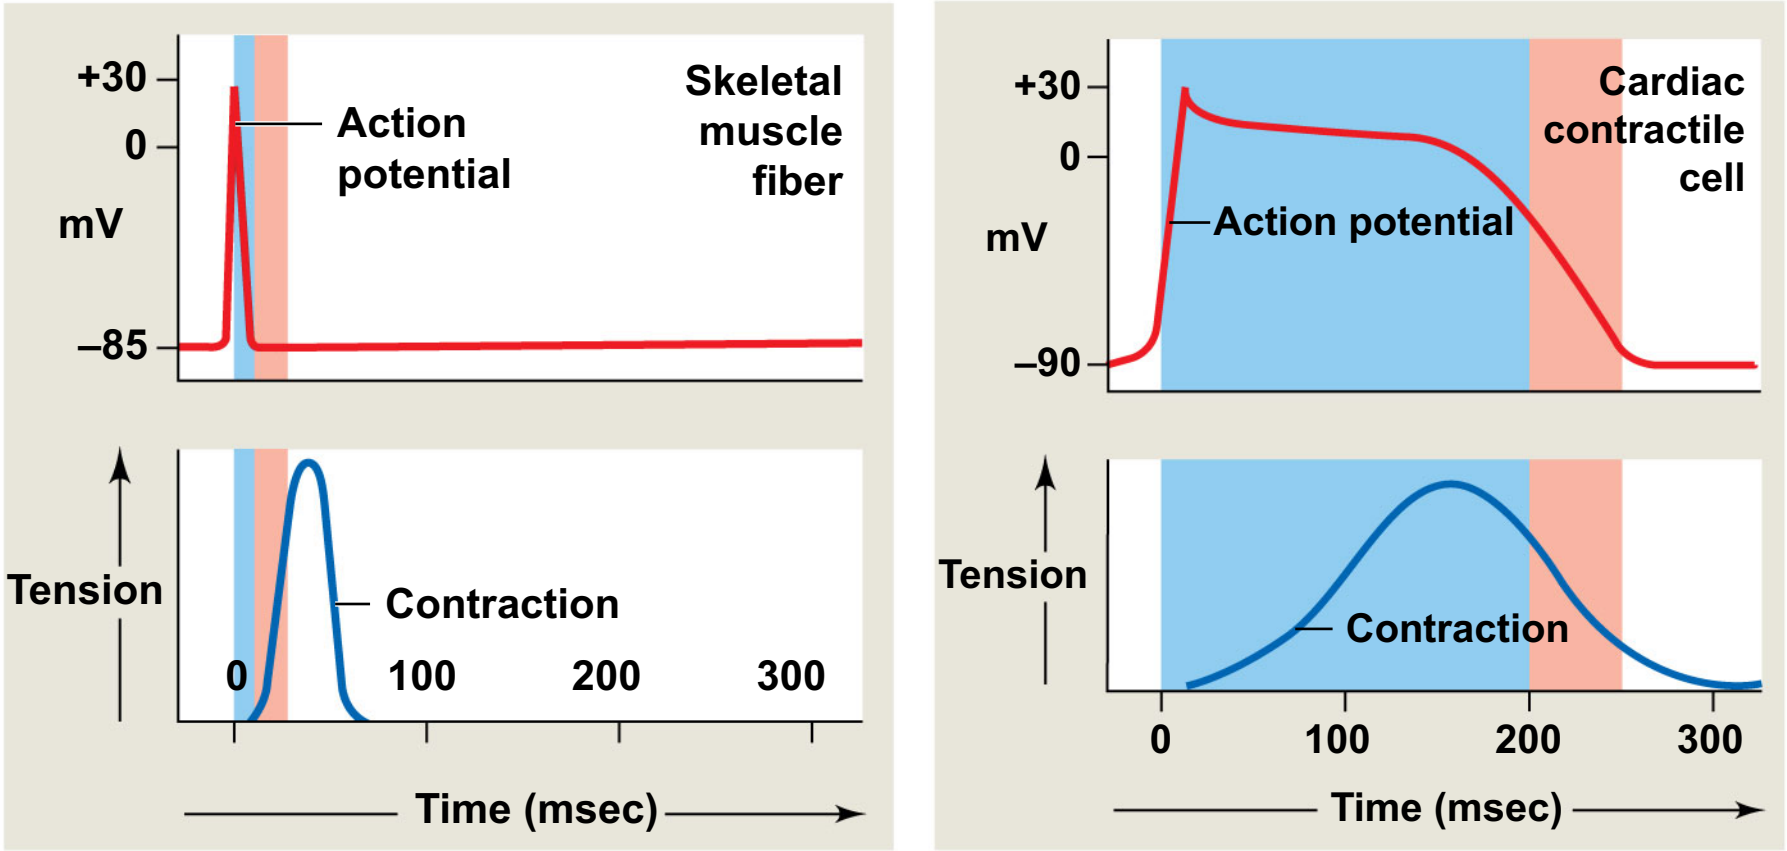 +30
0
mV
–85
Action
potential
Skeletal
muscle
fiber
Tension
Contraction
0 100 200 300
Time (msec)
+30
0
mV
–90
Cardiac
contractile
cell
Action potential
Tension
Contraction
0 100 200 300
Time (msec)